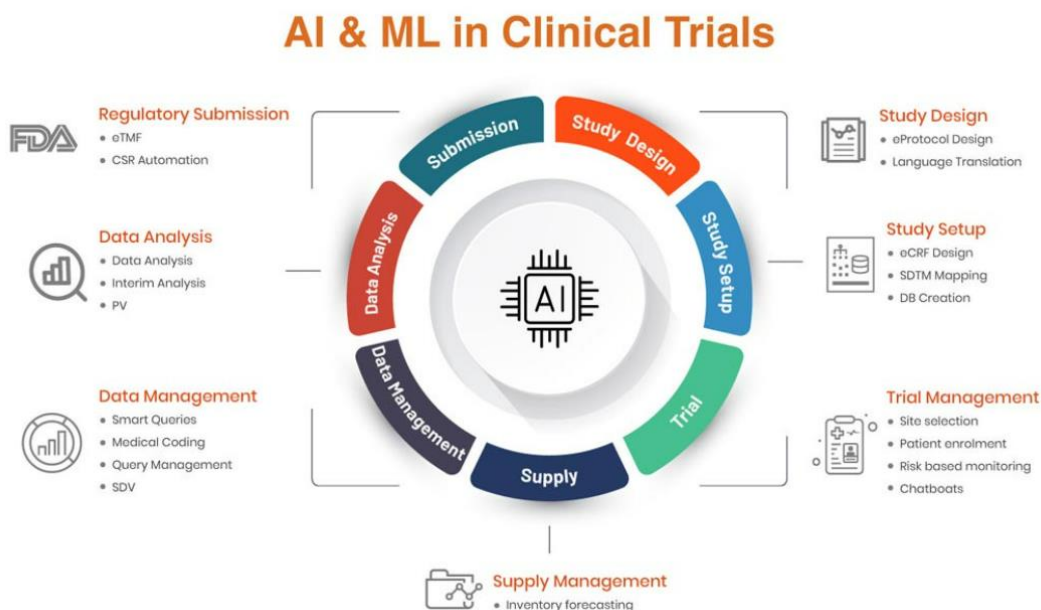 AI & ML in Clinical Trials
FDA
Regulatory Submission
• eTMF
• CSR Automation
Data Analysis
• Data Analysis
• Interim Analysis
• PV
Data Management
• Smart Queries
• Medical Coding
• Query Management
• SDV
Submission
Study Design
Study Setup
Trial
Supply
Data Management
Data Analysis
AI
Study Design
• eProtocol Design
• Language Translation
Study Setup
• eCRF Design
• SDTM Mapping
• DB Creation
Trial Management
• Site selection
• Patient enrolment
• Risk based monitoring
• Chatboats
Supply Management
• Inventory forecasting